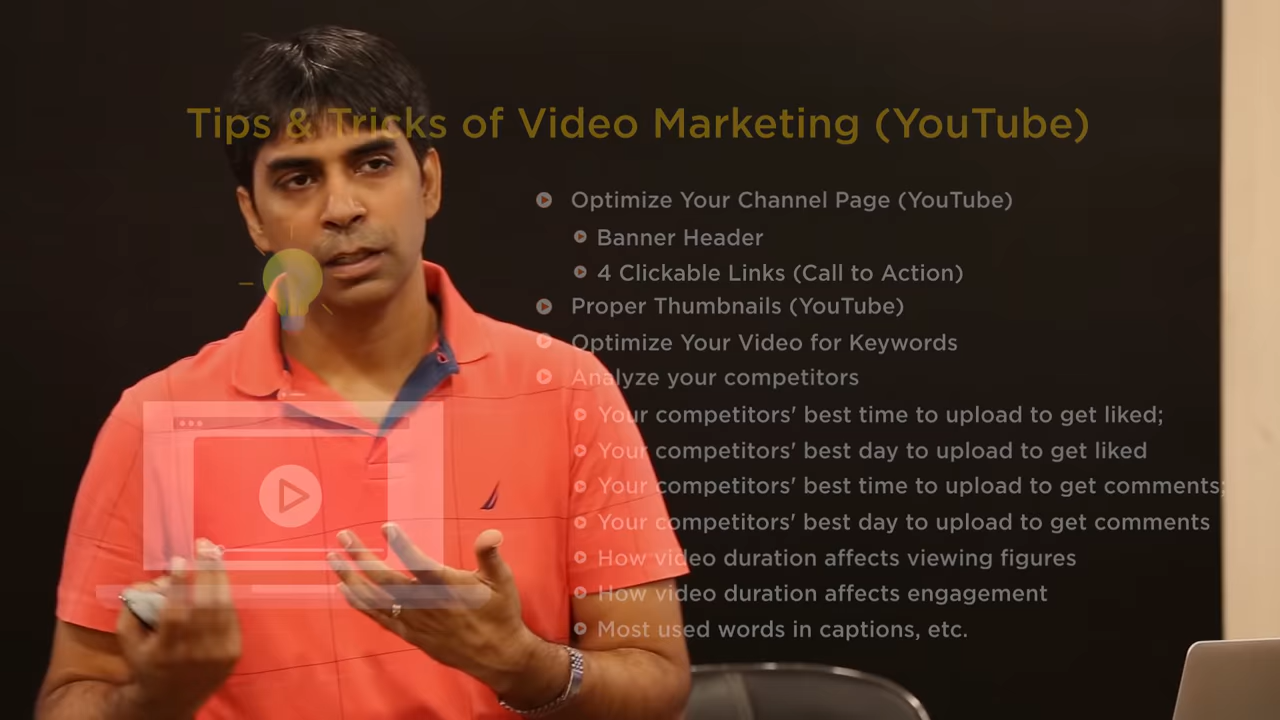 Tips & Tricks of Video Marketing (YouTube)
Optimize Your Channel Page (YouTube)
Banner Header
4 Clickable Links (Call to Action)
Proper Thumbnails (YouTube)
Optimize Your Video for Keywords
Analyze your competitors
Your competitors' best time to upload to get liked;
Your competitors' best day to upload to get liked
Your competitors' best time to upload to get comments;
Your competitors' best day to upload to get comments
How video duration affects viewing figures
How video duration affects engagement
Most used words in captions, etc.